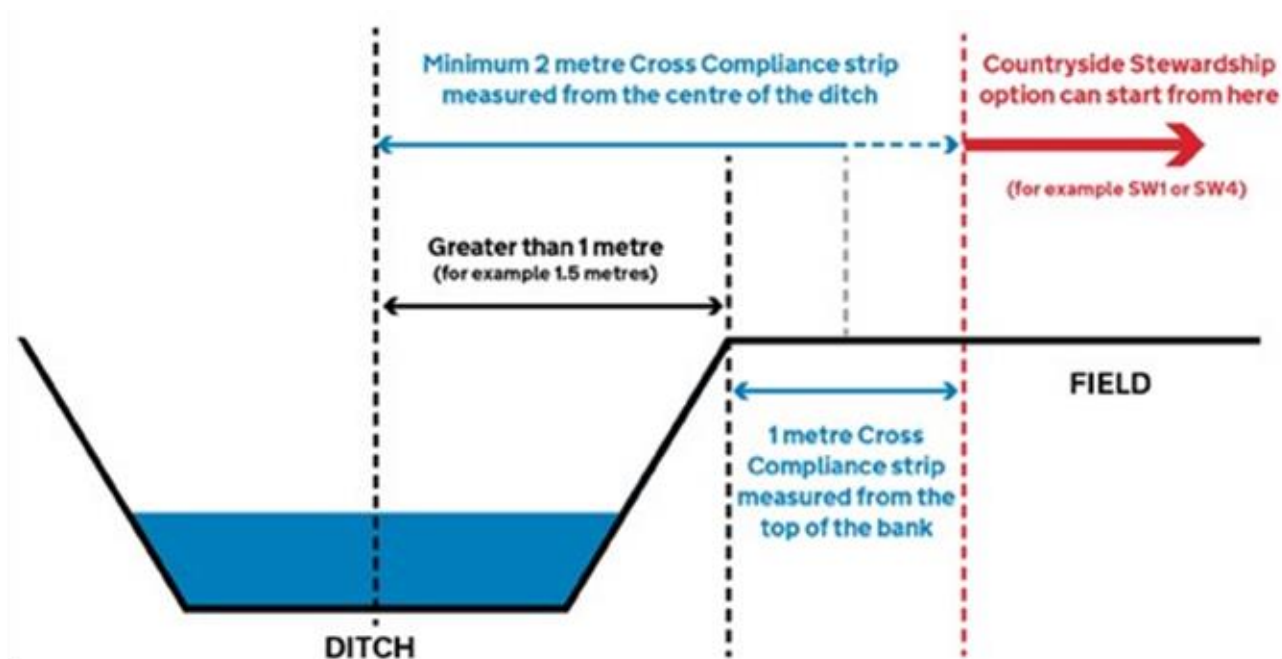 Minimum 2 metre Cross Compliance strip
measured from the centre of the ditch
Countryside Stewardship
option can start from here
(for example SW1 or SW4)
Greater than 1 metre
(for example 1.5 metres)
FIELD
1 metre Cross
Compliance strip
measured from the
top of the bank
DITCH